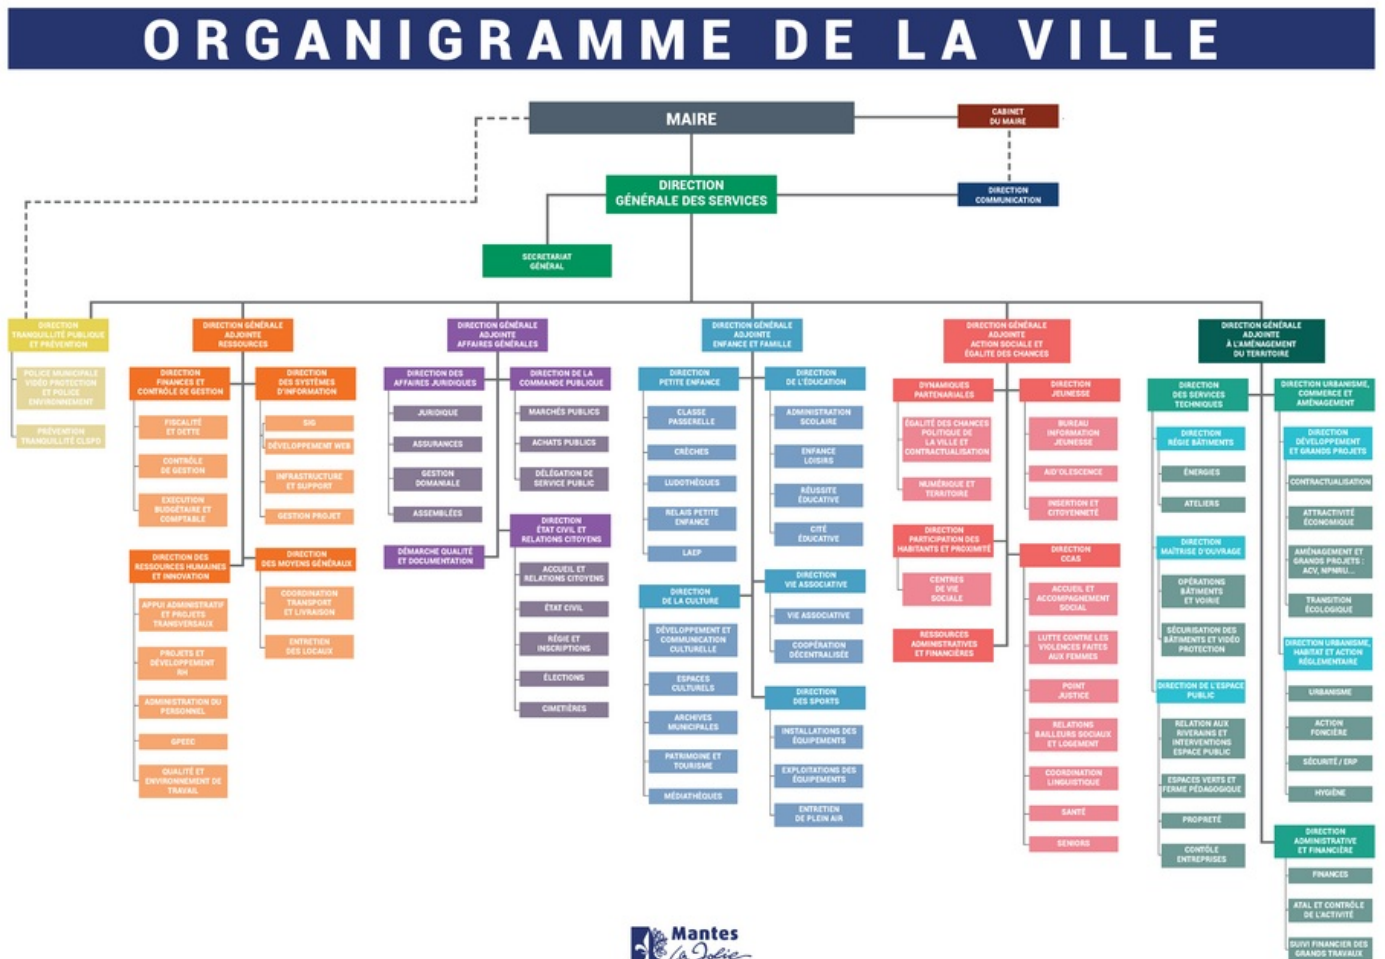 ORGANIGRAMME DE LA VILLE
MAIRE
CABINET
DU MAIRE
DIRECTION
GÉNÉRALE DES SERVICES
DIRECTION
COMMUNICATION
SECRETARIAT
GÉNÉRAL
DIRECTION
TRANQUILLITÉ PUBLIQUE
ET PRÉVENTION
POLICE MUNICIPALE
VIDÉO PROTECTION
ET POLICE
ENVIRONNEMENT
PRÉVENTION
TRANQUILLITÉ CLSPD
DIRECTION GÉNÉRALE
ADJOINTE
RESSOURCES
DIRECTION
FINANCES ET
CONTRÔLE DE GESTION
FISCALITÉ
ET DETTE
CONTRÔLE
DE GESTION
EXECUTION
BUDGÉTAIRE ET
COMPTABLE
DIRECTION DES
RESSOURCES HUMAINES
ET INNOVATION
APPUI ADMINISTRATIF
ET PROJETS
TRANSVERSAUX
PROJETS ET
DÉVELOPPEMENT
RH
ADMINISTRATION DU
PERSONNEL
GPEEC
QUALITÉ ET
ENVIRONNEMENT DE
TRAVAIL
DIRECTION
DES SYSTÈMES
D'INFORMATION
SIG
DÉVELOPPEMENT WEB
INFRASTRUCTURE
ET SUPPORT
GESTION PROJET
DIRECTION
DES MOYENS GÉNÉRAUX
COORDINATION
TRANSPORT
ET LIVRAISON
ENTRETIEN
DES LOCAUX
DIRECTION GÉNÉRALE
ADJOINTE
AFFAIRES GÉNÉRALES
DIRECTION DES
AFFAIRES JURIDIQUES
JURIDIQUE
ASSURANCES
GESTION
DOMANIALE
ASSEMBLÉES
DÉMARCHE QUALITÉ
ET DOCUMENTATION
DIRECTION DE LA
COMMANDE PUBLIQUE
MARCHÉS PUBLICS
ACHATS PUBLICS
DÉLÉGATION DE
SERVICE PUBLIC
DIRECTION
ÉTAT CIVIL ET
RELATIONS CITOYENS
ACCUEIL ET
RELATIONS CITOYENS
ÉTAT CIVIL
RÉGIE ET
INSCRIPTIONS
ÉLECTIONS
CIMETIÈRES
DIRECTION GÉNÉRALE
ADJOINTE
ENFANCE ET FAMILLE
DIRECTION
PETITE ENFANCE
CLASSE
PASSERELLE
CRÈCHES
LUDOTHÈQUES
RELAIS PETITE
ENFANCE
LAEP
DIRECTION
DE LA CULTURE
DÉVELOPPEMENT ET
COMMUNICATION
CULTURELLE
ESPACES
CULTURELS
ARCHIVES
MUNICIPALES
PATRIMOINE ET
TOURISME
MÉDIATHÈQUES
DIRECTION
DE L'ÉDUCATION
ADMINISTRATION
SCOLAIRE
ENFANCE
LOISIRS
RÉUSSITE
ÉDUCATIVE
CITÉ
ÉDUCATIVE
DIRECTION
VIE ASSOCIATIVE
VIE ASSOCIATIVE
COOPÉRATION
DÉCENTRALISÉE
DIRECTION
DES SPORTS
INSTALLATIONS DES
ÉQUIPEMENTS
EXPLOITATIONS DES
ÉQUIPEMENTS
ENTRETIEN
DE PLEIN AIR
DIRECTION GÉNÉRALE
ADJOINTE
ACTION SOCIALE ET
ÉGALITÉ DES CHANCES
DYNAMIQUES
PARTENARIALES
ÉGALITÉ DES CHANCES
POLITIQUE DE
LA VILLE ET
CONTRACTUALISATION
NUMÉRIQUE ET
TERRITOIRE
DIRECTION
PARTICIPATION DES
HABITANTS ET PROXIMITÉ
CENTRES
DE VIE
SOCIALE
RESSOURCES
ADMINISTRATIVES
ET FINANCIÈRES
DIRECTION
JEUNESSE
BUREAU
INFORMATION
JEUNESSE
AID'OLESCENCE
INSERTION ET
CITOYENNETÉ
DIRECTION
CCAS
ACCUEIL ET
ACCOMPAGNEMENT
SOCIAL
LUTTE CONTRE LES
VIOLENCES FAITES
AUX FEMMES
POINT
JUSTICE
RELATIONS
BAILLEURS SOCIAUX
ET LOGEMENT
COORDINATION
LINGUISTIQUE
SANTÉ
SENIORS
DIRECTION GÉNÉRALE
ADJOINTE
À L'AMÉNAGEMENT
DU TERRITOIRE
DIRECTION
DES SERVICES
TECHNIQUES
DIRECTION
RÉGIE BÂTIMENTS
ÉNERGIES
ATELIERS
DIRECTION
MAÎTRISE D'OUVRAGE
OPÉRATIONS
BÂTIMENTS
ET VOIRIE
SÉCURISATION DES
BÂTIMENTS ET VIDÉO
PROTECTION
DIRECTION DE L'ESPACE
PUBLIC
RELATION AUX
RIVERAINS ET
INTERVENTIONS
ESPACE PUBLIC
ESPACES VERTS ET
FERME PÉDAGOGIQUE
PROPRETÉ
CONTÔLE
ENTREPRISES
DIRECTION URBANISME,
COMMERCE ET
AMÉNAGEMENT
DIRECTION
DÉVELOPPEMENT
ET GRANDS PROJETS
CONTRACTUALISATION
ATTRACTIVITÉ
ÉCONOMIQUE
AMÉNAGEMENT ET
GRANDS PROJETS :
ACV, NPNRU...
TRANSITION
ÉCOLOGIQUE
DIRECTION URBANISME,
HABITAT ET ACTION
RÉGLEMENTAIRE
URBANISME
ACTION
FONCIÈRE
SÉCURITÉ / ERP
HYGIÈNE
DIRECTION
ADMINISTRATIVE
ET FINANCIÈRE
FINANCES
ATAL ET CONTRÔLE
DE L'ACTIVITÉ
SUIVI FINANCIER DES
GRANDS TRAVAUX
Mantes
la Jolie